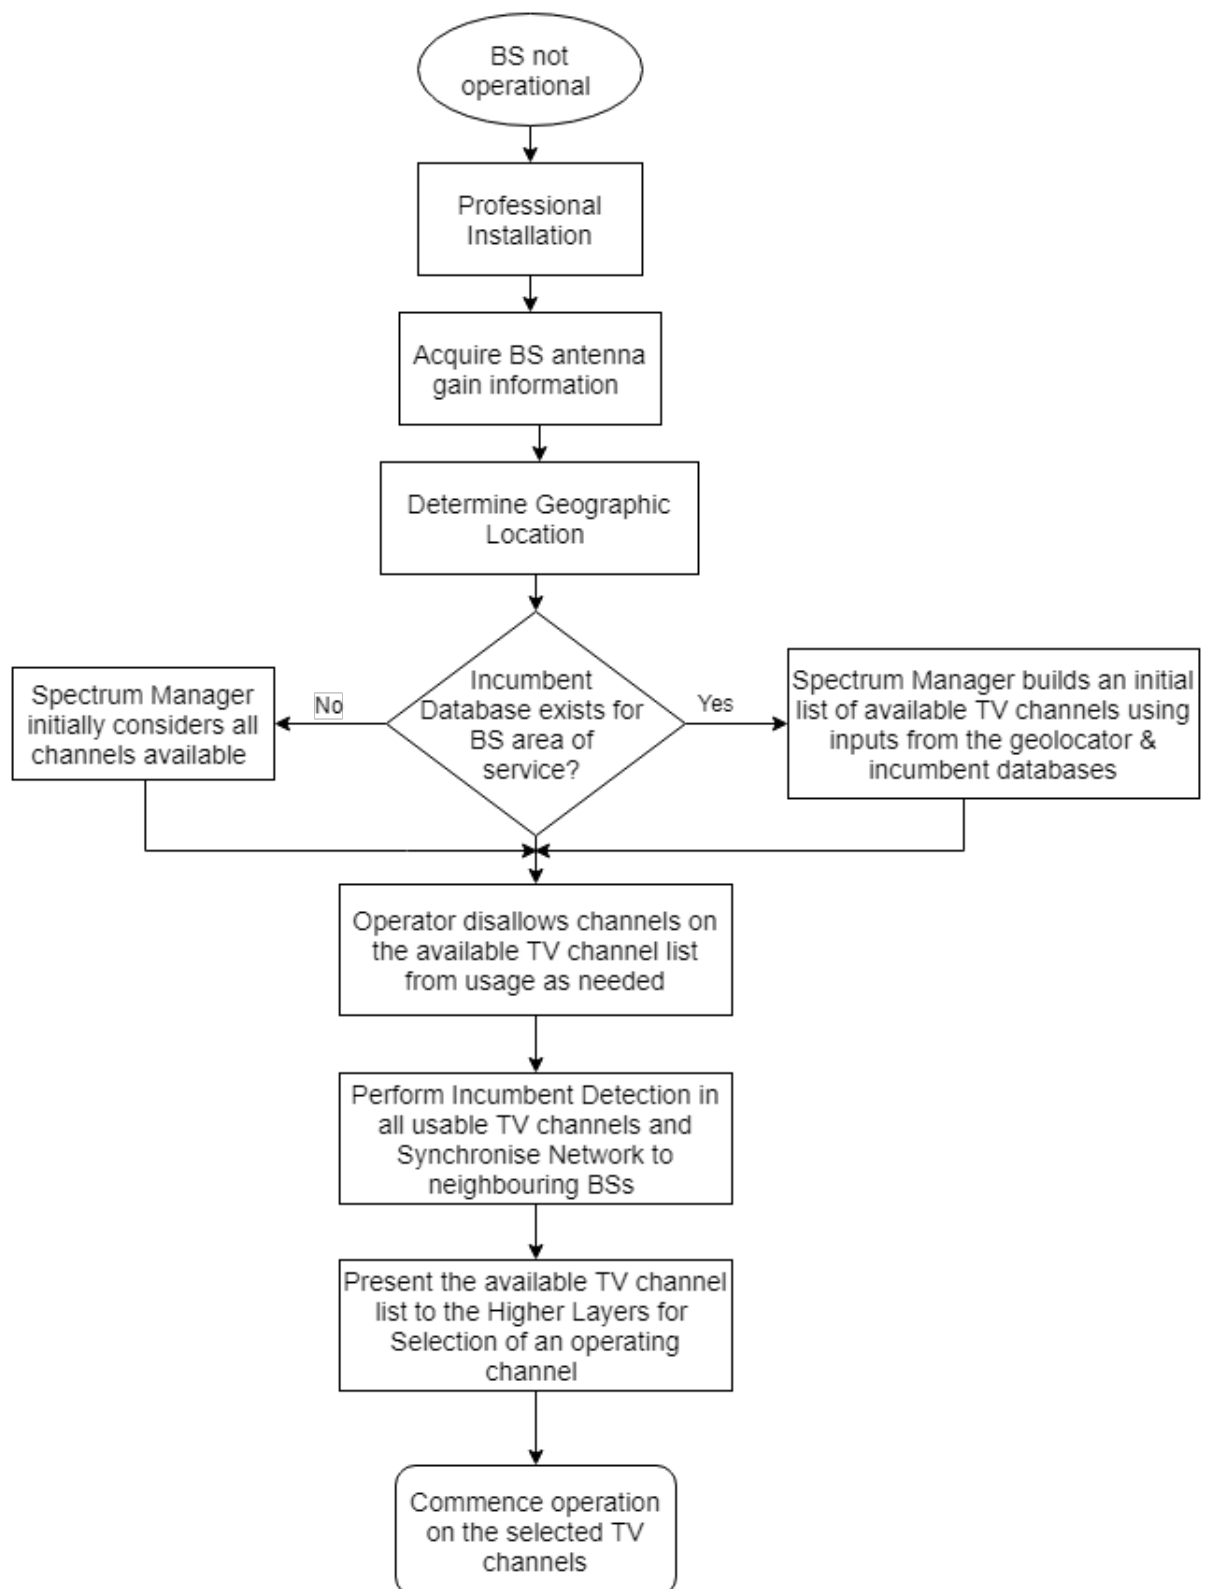 BS not
operational
Professional
Installation
Acquire BS antenna
gain information
Determine Geographic
Location
Incumbent
Database exists for
BS area of
service?
No
Yes
Spectrum Manager
initially considers all
channels available
Spectrum Manager builds an initial
list of available TV channels using
inputs from the geolocator &
incumbent databases
Operator disallows channels on
the available TV channel list
from usage as needed
Perform Incumbent Detection in
all usable TV channels and
Synchronise Network to
neighbouring BSs
Present the available TV channel
list to the Higher Layers for
Selection of an operating
channel
Commence operation
on the selected TV
channels